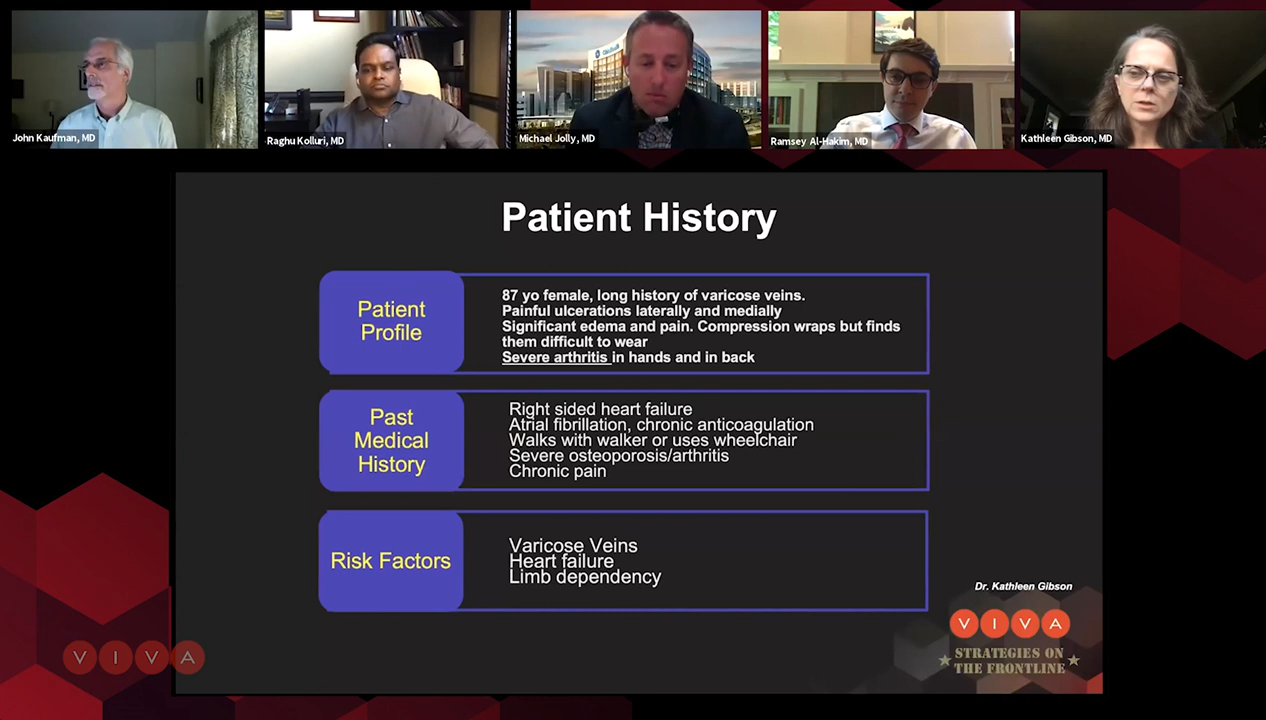 John Kaufman, MD
Raghu Kolluri, MD
Michael Jolly, MD
Ramsey Al-Hakim, MD
Kathleen Gibson, MD
Patient History
Patient
Profile
87 yo female, long history of varicose veins.
Painful ulcerations laterally and medially
Significant edema and pain. Compression wraps but finds
them difficult to wear
Severe arthritis in hands and in back
Past
Medical
History
Right sided heart failure
Atrial fibrillation, chronic anticoagulation
Walks with walker or uses wheelchair
Severe osteoporosis/arthritis
Chronic pain
Risk Factors
Varicose Veins
Heart failure
Limb dependency
Dr. Kathleen Gibson
VIVA
STRATEGIES ON
THE FRONTLINE
VIVA